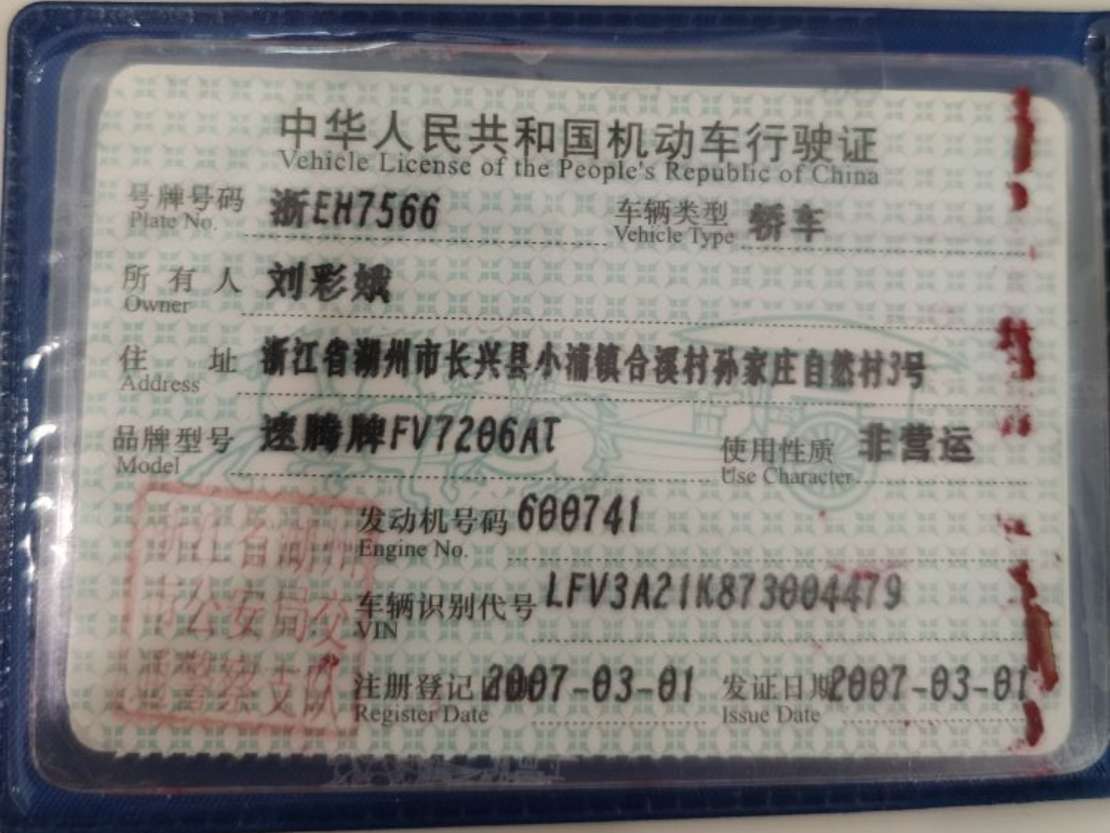 中华人民共和国机动车行驶证
Vehicle License of the People's Republic of China
号牌号码 浙EH7566 车辆类型 轿车
Plate No. Vehicle Type
所有人 刘彩娥
Owner
住址 浙江省湖州市长兴县小浦镇合溪村孙家庄自然村3号
Address
品牌型号 速腾牌FV7206AT 使用性质 非营运
Model Use Character
发动机号码 600741
Engine No.
车辆识别代号 LFV3A21K873004479
VIN
浙江省湖州
市公安局交
通警察支队
注册登记日期 2007-03-01 发证日期 2007-03-01
Register Date Issue Date